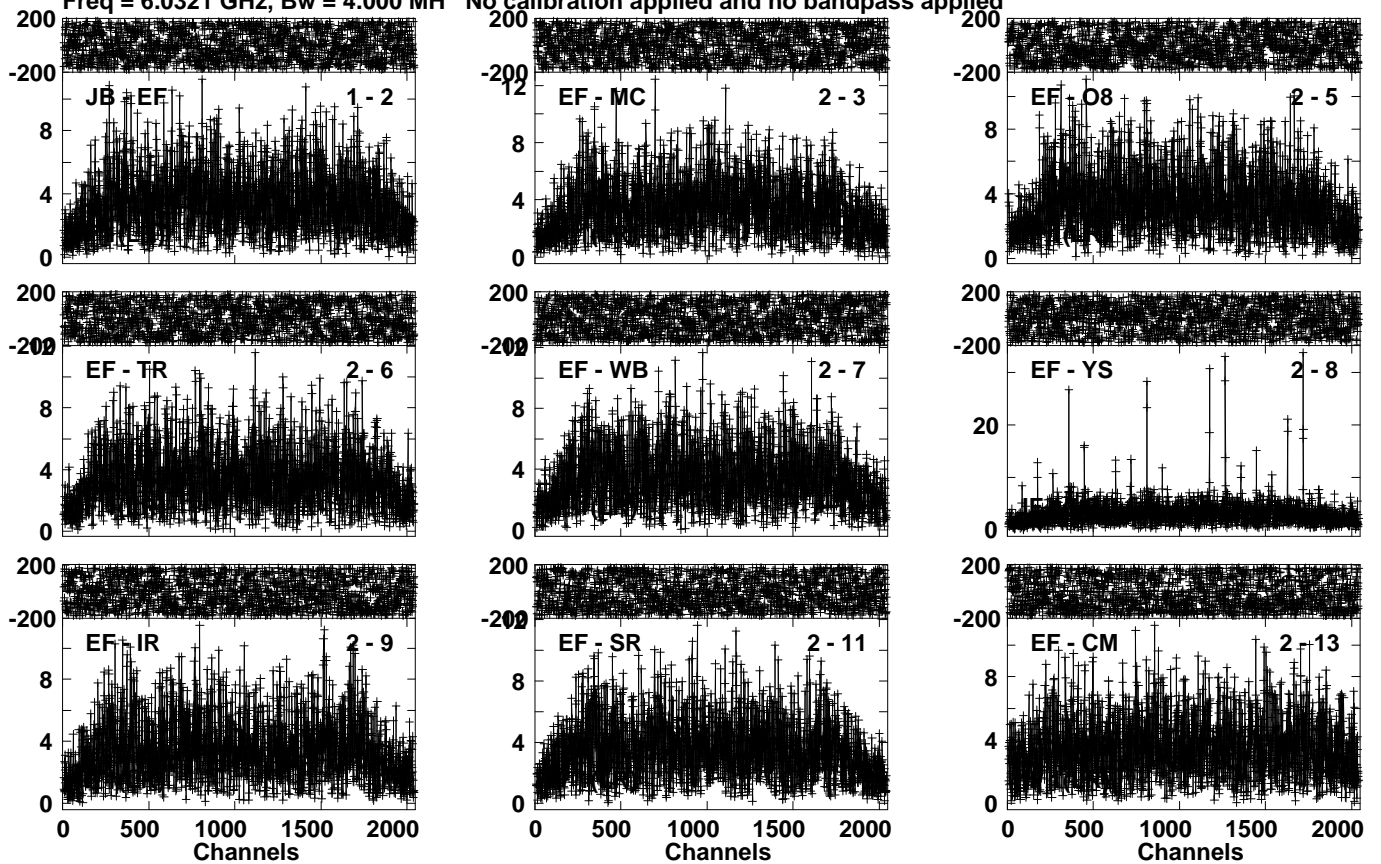 Freq = 6.0321 GHz, Bw = 4.000 MH No calibration applied and no bandpass applied
200 200 200
-200 -200 -200
JB - EF 1 - 2 12 EF - MC 2 - 3 EF - O8 2 - 5
8 8 8
4 4 4
0 0 0
200 200 200
-200 -200 -200
12 12
EF - TR 2 - 6 EF - WB 2 - 7 EF - YS 2 - 8
8 8 20
4 4
0 0 0
200 200 200
-200 -200 -200
12
EF - IR 2 - 9 EF - SR 2 - 11 EF - CM 2 - 13
8 8 8
4 4 4
0 0 0
0 500 1000 1500 2000 0 500 1000 1500 2000 0 500 1000 1500 2000
Channels Channels Channels